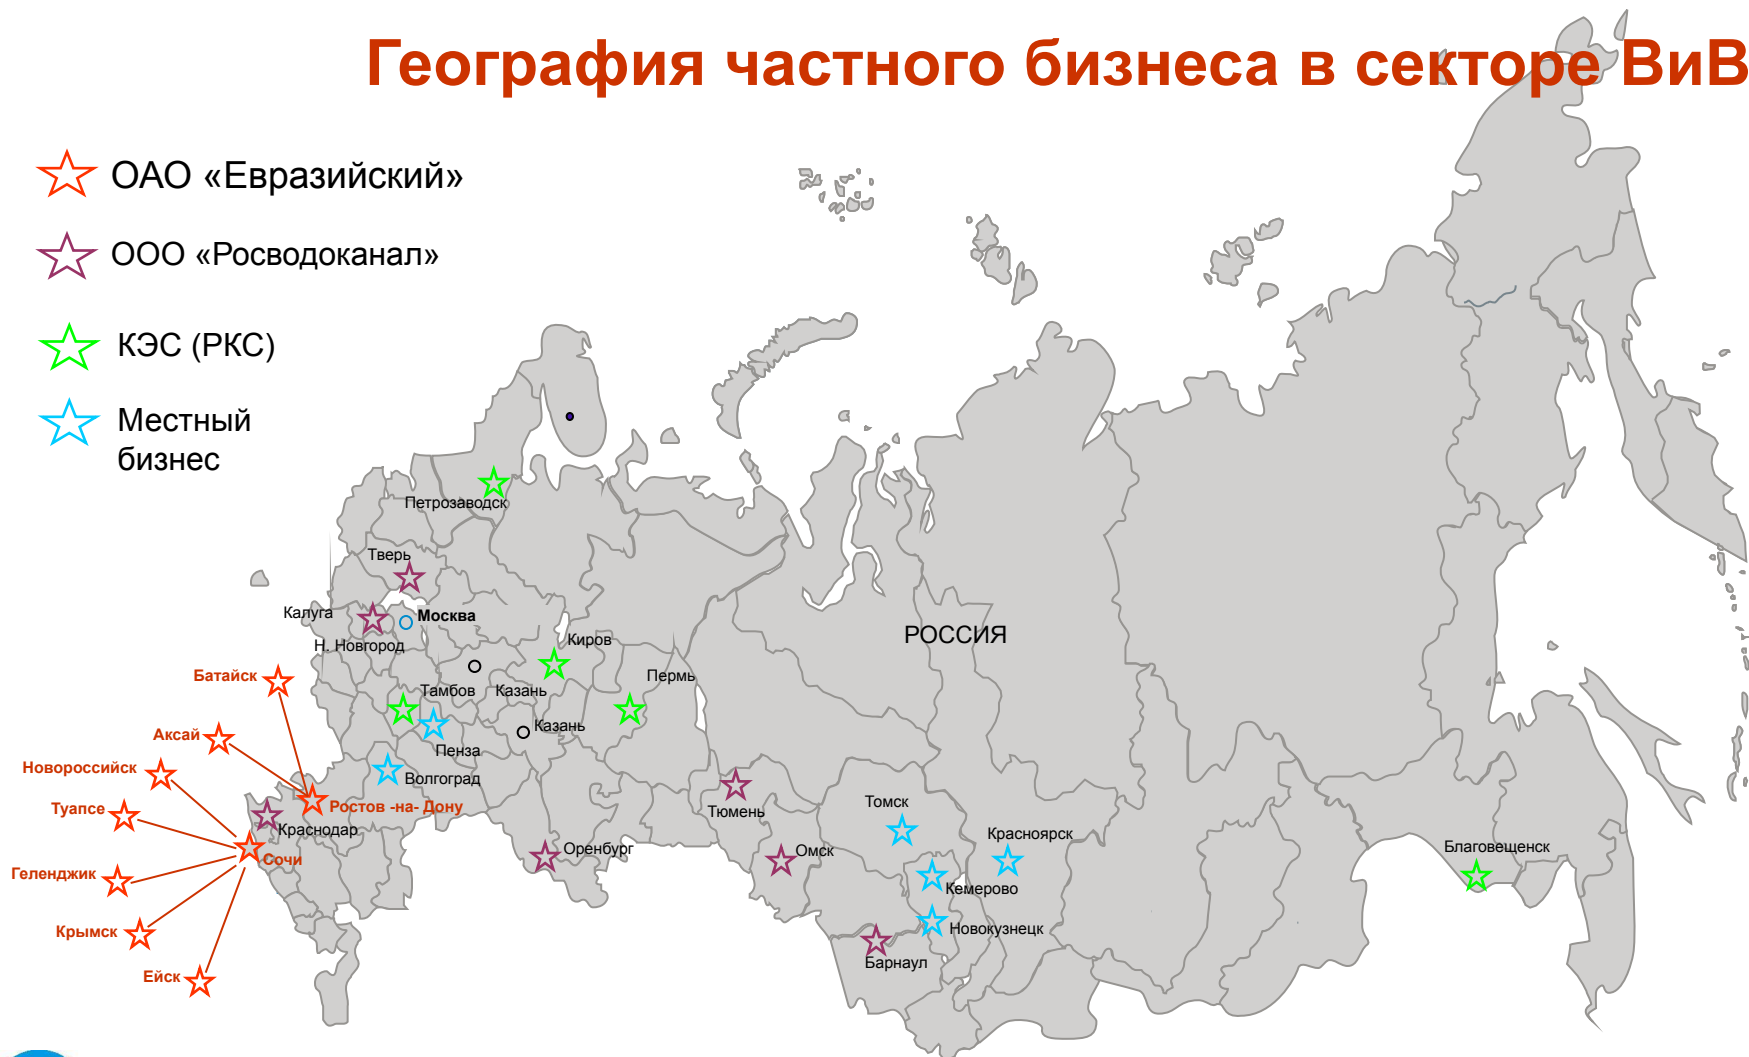 География частного бизнеса в секторе ВиВ
ОАО «Евразийский»
ООО «Росводоканал»
КЭС (РКС)
Местный
бизнес
Петрозаводск
Тверь
Калуга
Москва
Н. Новгород
Киров
РОССИЯ
Батайск
Тамбов
Казань
Пермь
Аксай
Казань
Пенза
Новороссийск
Волгоград
Туапсе
Ростов -на- Дону
Краснодар
Тюмень
Томск
Красноярск
Сочи
Оренбург
Омск
Благовещенск
Геленджик
Кемерово
Крымск
Новокузнецк
Барнаул
Ейск